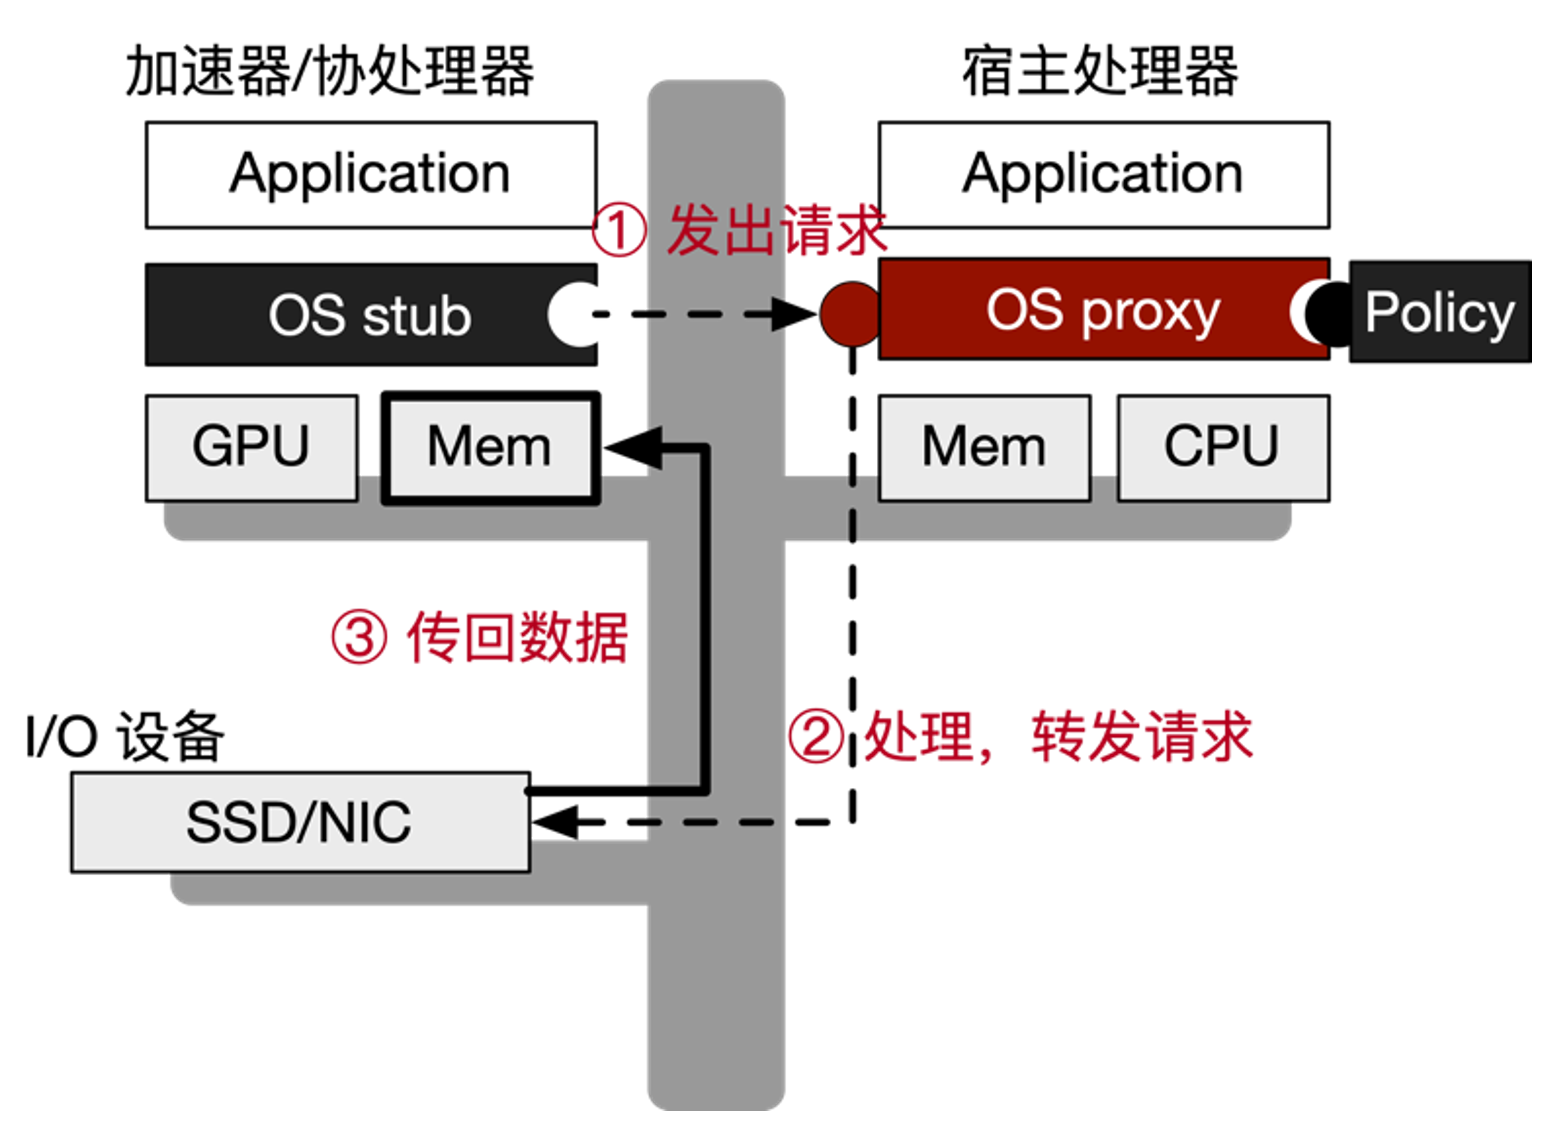 加速器/协处理器
宿主处理器
Application
Application
① 发出请求
OS stub
OS proxy
Policy
GPU
Mem
Mem
CPU
③ 传回数据
I/O 设备
② 处理，转发请求
SSD/NIC